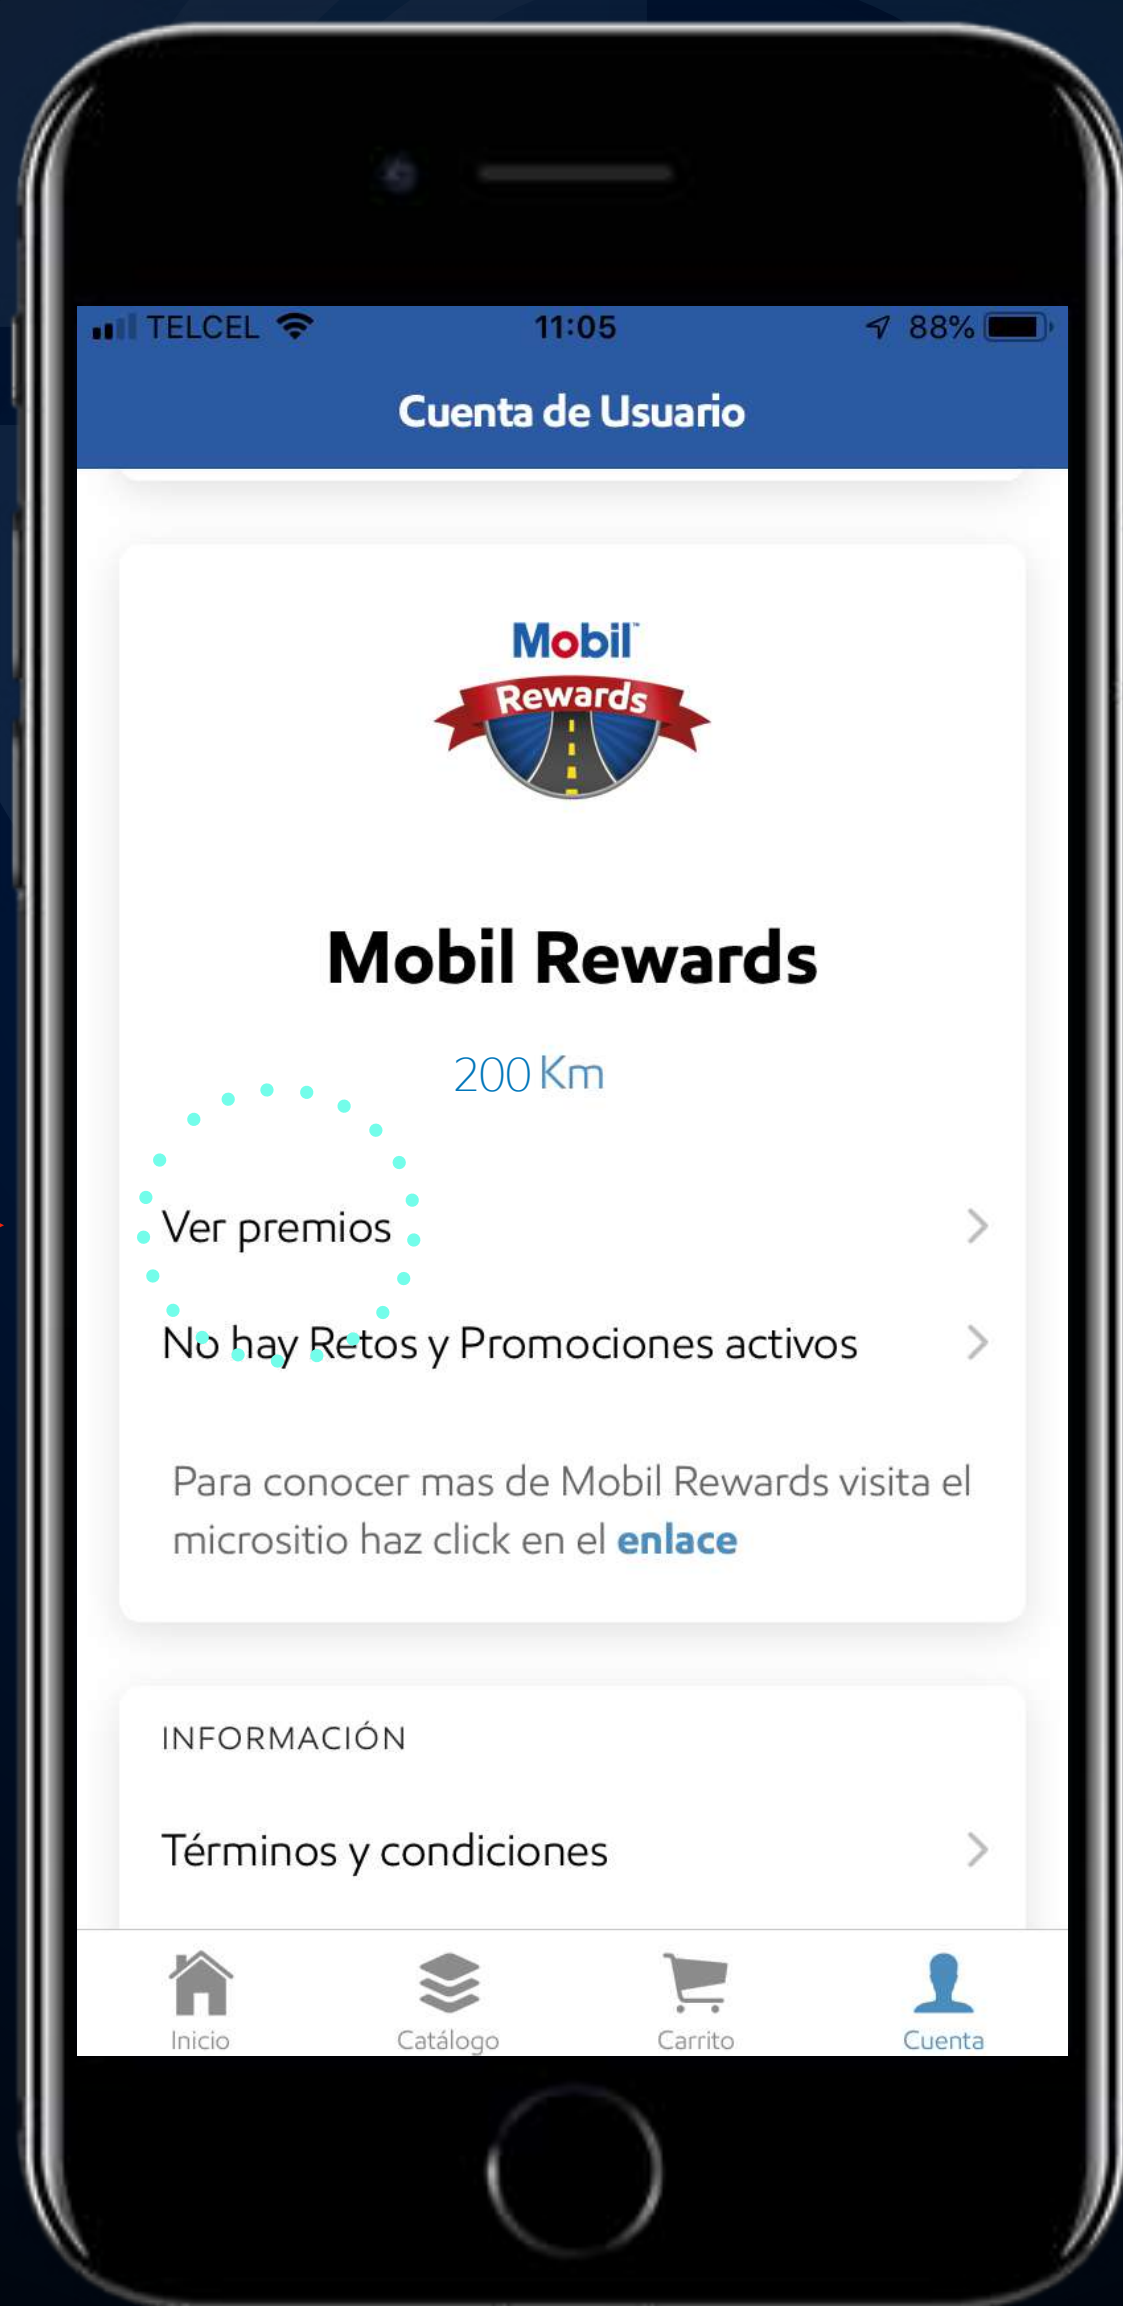 TELCEL 11:05 88%
Cuenta de Usuario
Mobil™
Rewards
Mobil Rewards
200 Km
Ver premios
No hay Retos y Promociones activos
Para conocer mas de Mobil Rewards visita el
micrositio haz click en el enlace
INFORMACIÓN
Términos y condiciones
Inicio Catálogo Carrito Cuenta